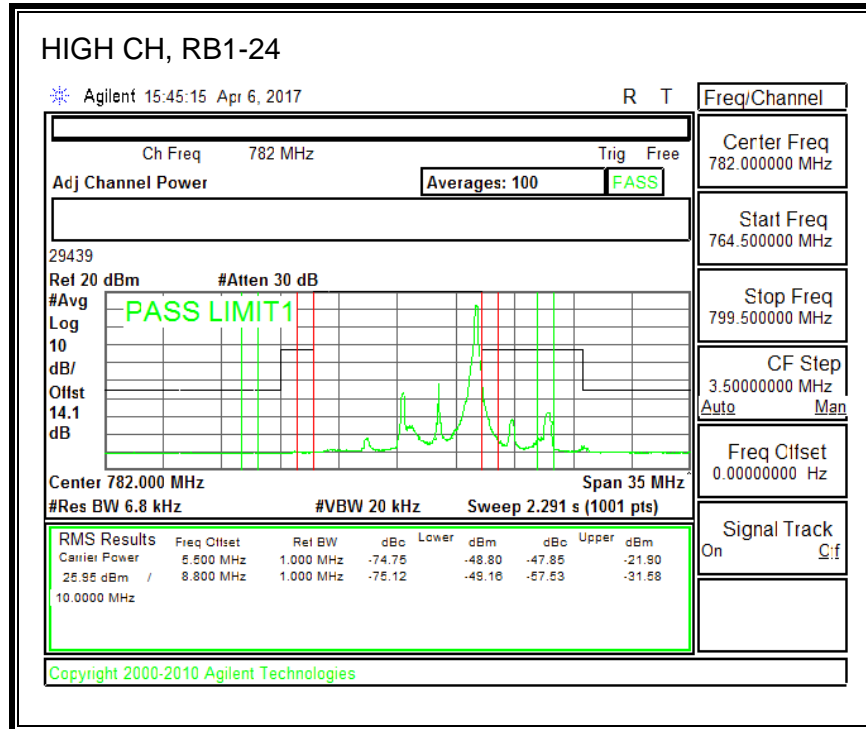 HIGH CH, RB1-24
Agilent 15:45:15 Apr 6, 2017 R T
Freq/Channel
Ch Freq 782 MHz Trig Free
Adj Channel Power Averages: 100 PASS
Center Freq
782.000000 MHz
Start Freq
764.500000 MHz
Stop Freq
799.500000 MHz
CF Step
3.50000000 MHz
Auto Man
Freq Offset
0.00000000 Hz
Signal Track
On Off
29439
Ref 20 dBm #Atten 30 dB
#Avg
Log
10
dB/
Offst
14.1
dB
PASS LIMIT1
Center 782.000 MHz Span 35 MHz
#Res BW 6.8 kHz #VBW 20 kHz Sweep 2.291 s (1001 pts)
RMS Results Freq Offset Ref BW dBc Lower dBm dBc Upper dBm
Carrier Power 5.500 MHz 1.000 MHz -74.75 -48.80 -47.85 -21.90
25.95 dBm / 8.800 MHz 1.000 MHz -75.12 -49.16 -57.53 -31.58
10.0000 MHz
Copyright 2000-2010 Agilent Technologies